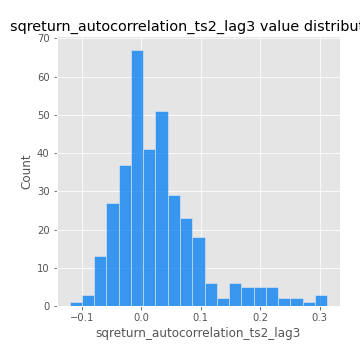 sqreturn_autocorrelation_ts2_lag3 value distribut
70
60
50
40
30
20
10
0
Count
−0.1 0.0 0.1 0.2 0.3
sqreturn_autocorrelation_ts2_lag3